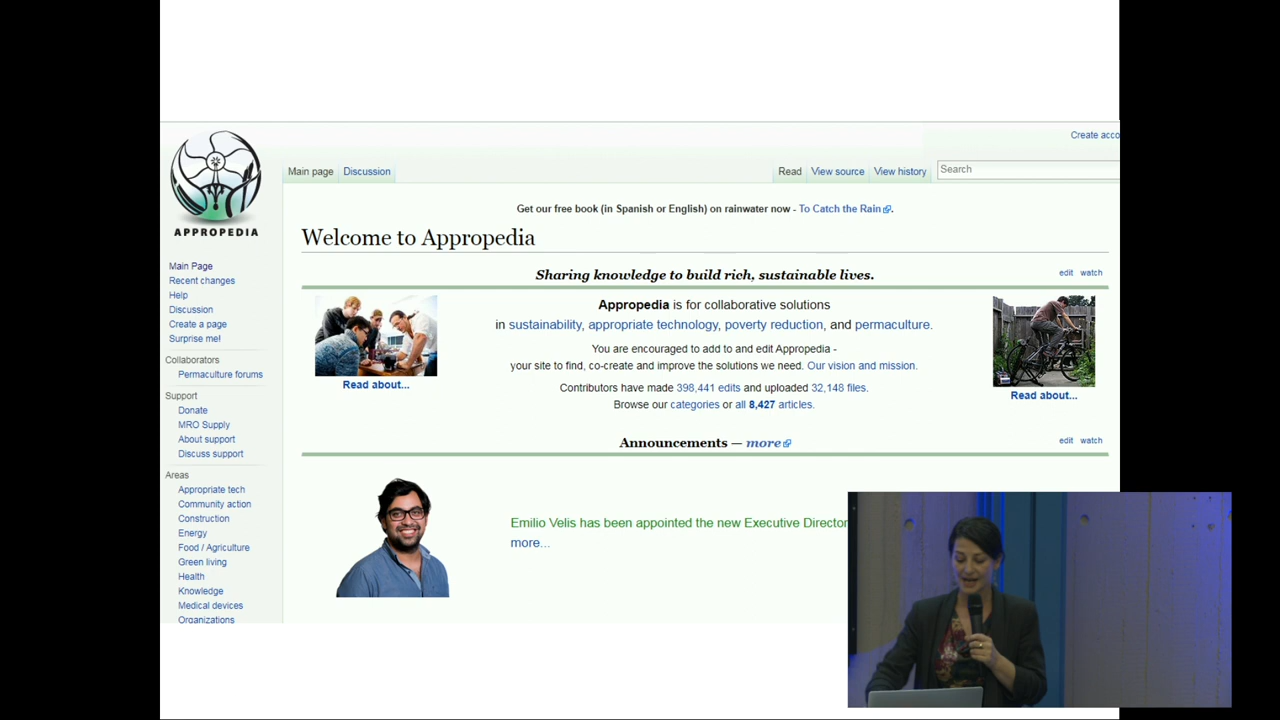 Create acco
APPROPEDIA
Main page Discussion Read View source View history Search
Get our free book (in Spanish or English) on rainwater now - To Catch the Rain.
Welcome to Appropedia
Sharing knowledge to build rich, sustainable lives. edit watch
Appropedia is for collaborative solutions
in sustainability, appropriate technology, poverty reduction, and permaculture.
You are encouraged to add to and edit Appropedia -
your site to find, co-create and improve the solutions we need. Our vision and mission.
Read about...
Contributors have made 398,441 edits and uploaded 32,148 files.
Read about...
Browse our categories or all 8,427 articles.
Announcements — more edit watch
Emilio Velis has been appointed the new Executive Director
more...
Main Page
Recent changes
Help
Discussion
Create a page
Surprise me!
Collaborators
Permaculture forums
Support
Donate
MRO Supply
About support
Discuss support
Areas
Appropriate tech
Community action
Construction
Energy
Food / Agriculture
Green living
Health
Knowledge
Medical devices
Organizations